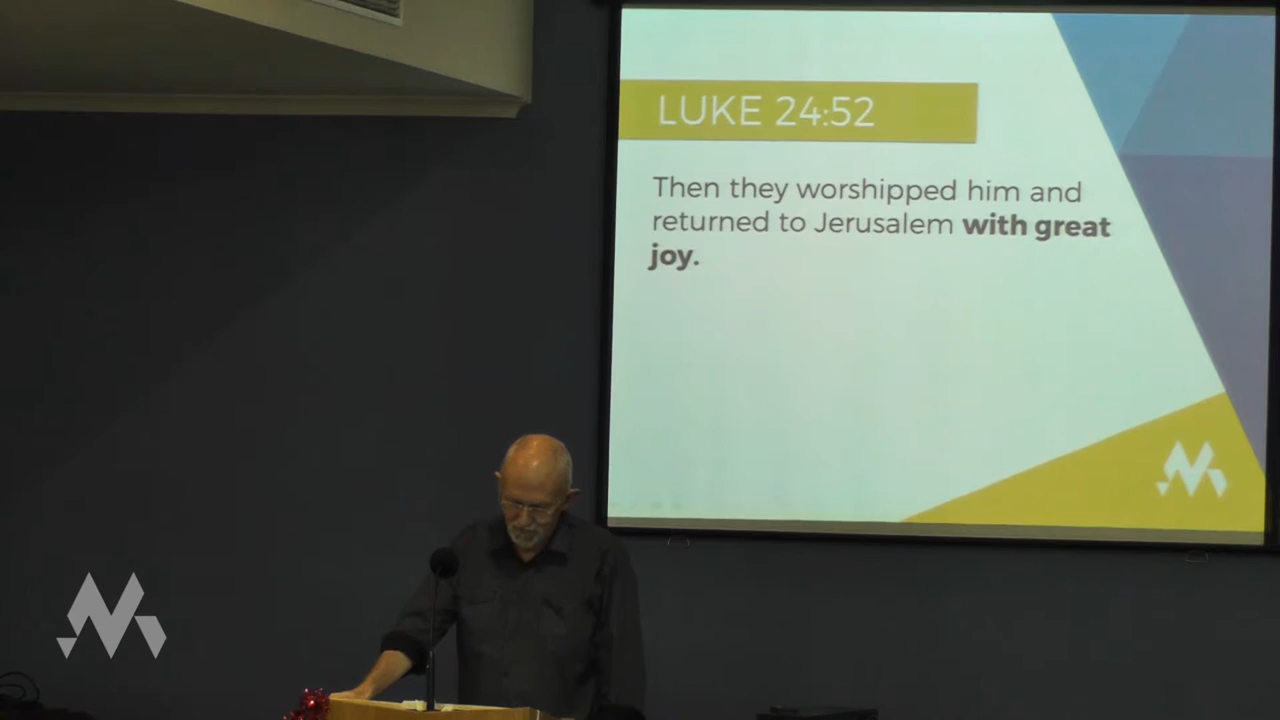 LUKE 24:52
Then they worshipped him and
returned to Jerusalem with great
joy.